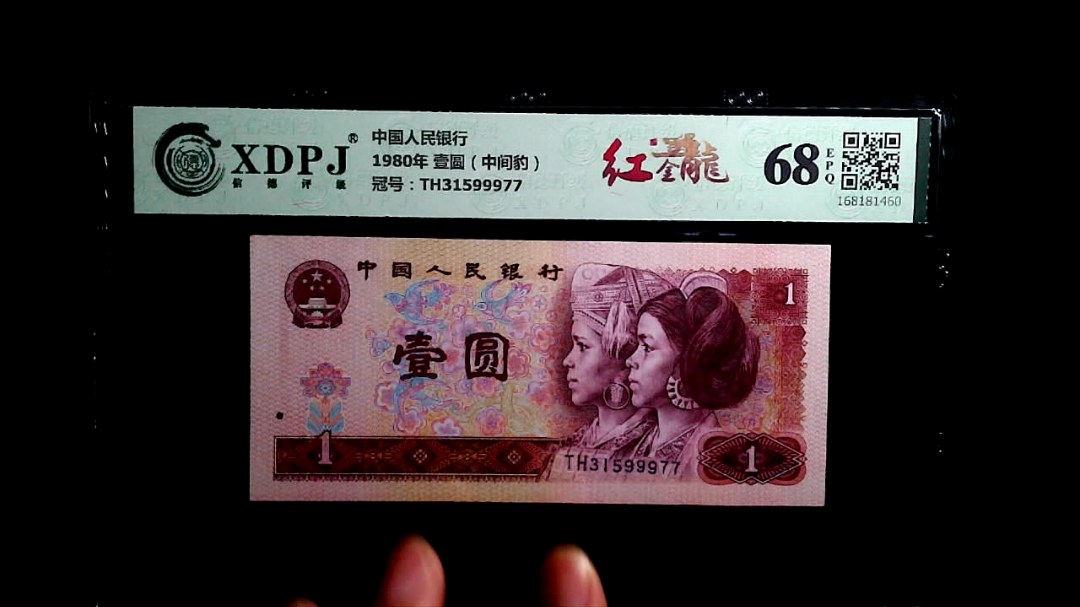 XDPJ®
信 德 评 级
中国人民银行
1980年 壹圆（中间豹）
冠号：TH31599977
红金龍
68
EPQ
168181460
中国人民银行
1
壹圆
1
TH31599977
1